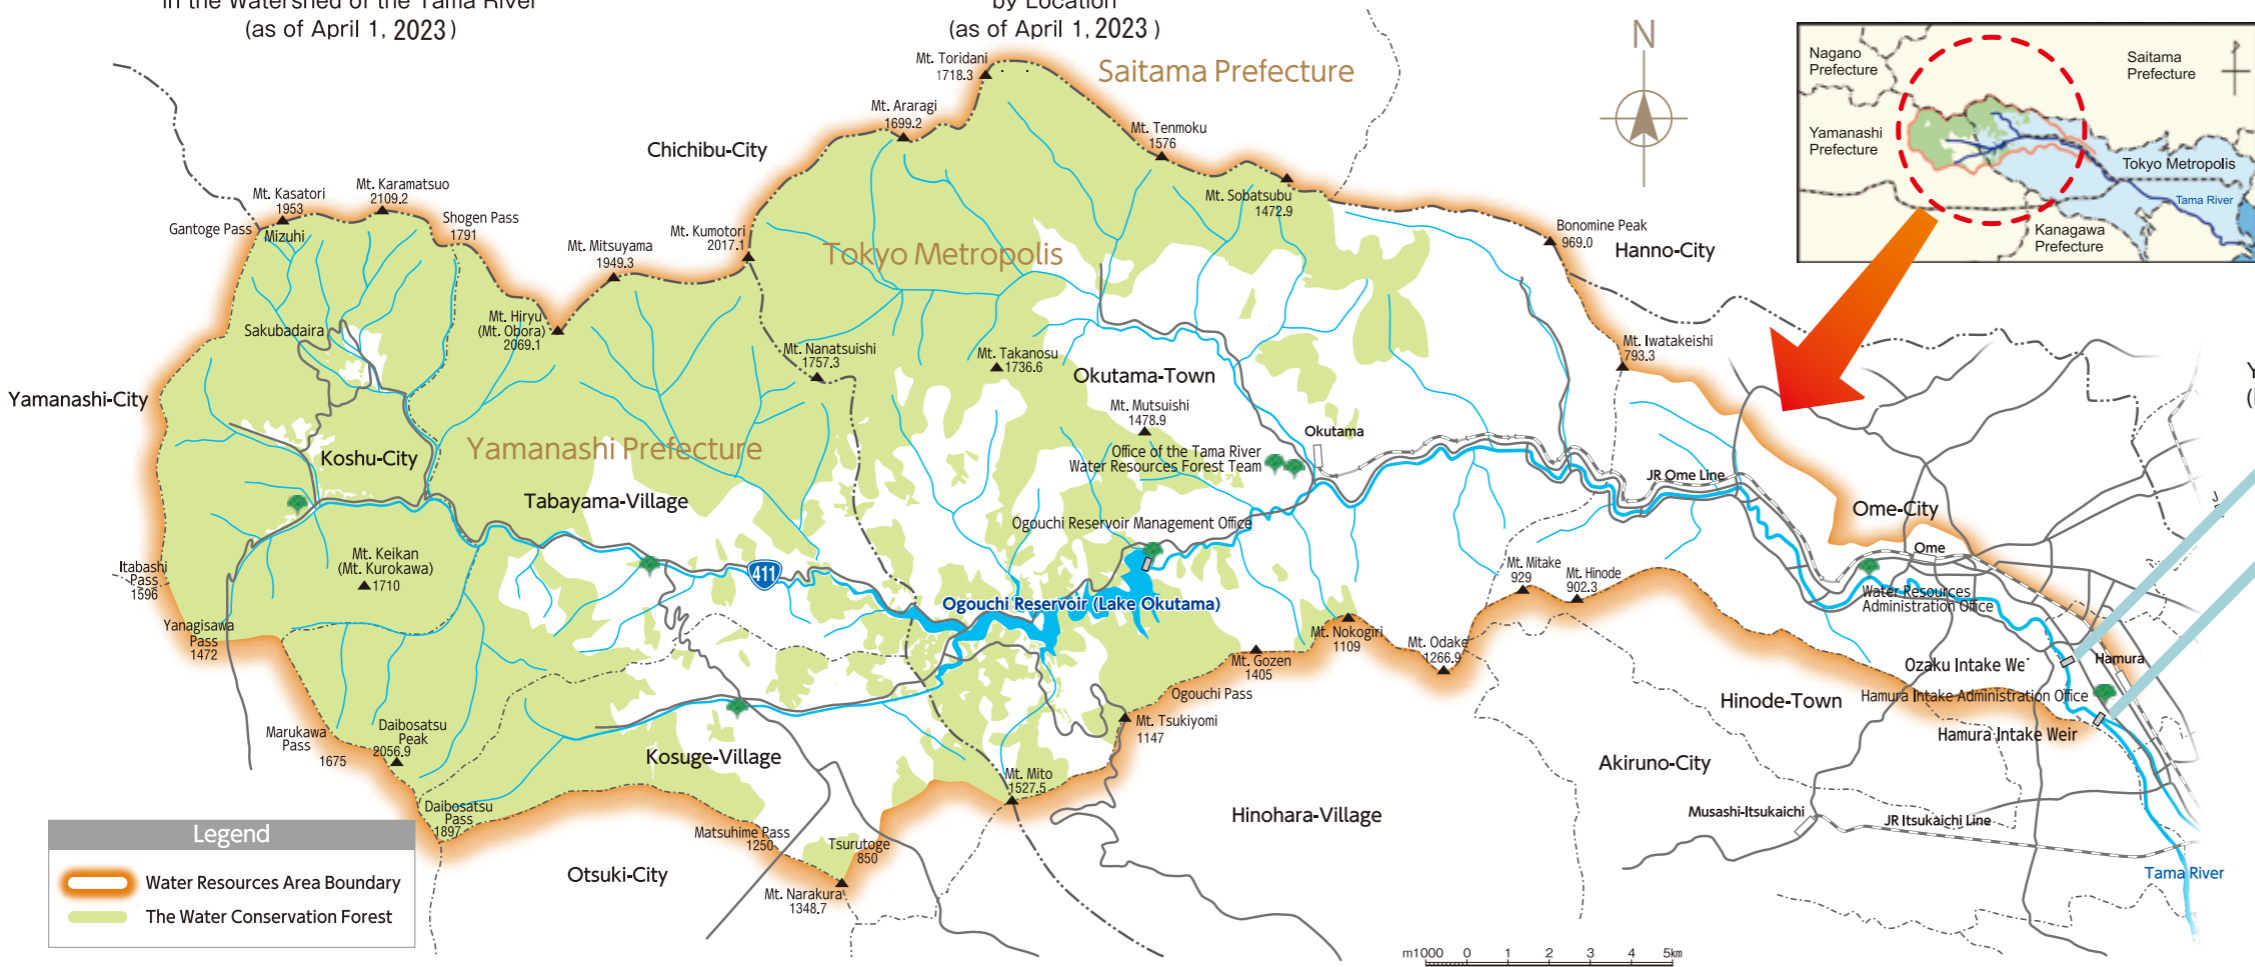 in the Watershed of the Tama River
(as of April 1, 2023)
by Location
(as of April 1, 2023)
N
Nagano
Prefecture
Saitama
Prefecture
Yamanashi
Prefecture
Tokyo Metropolis
Tama River
Kanagawa
Prefecture
Saitama Prefecture
Mt. Toridani
1718.3
Mt. Araragi
1699.2
Mt. Tenmoku
1576
Chichibu-City
Mt. Sobatsubu
1472.9
Mt. Kasatori
1953
Mt. Karamatsuo
2109.2
Gantoge Pass
Mizuhi
Shogen Pass
1791
Mt. Mitsuyama
1949.3
Mt. Kumotori
2017.1
Tokyo Metropolis
Bonomine Peak
969.0
Hanno-City
Sakubadaira
Mt. Hiryu
(Mt. Obora)
2069.1
Mt. Nanatsuishi
1757.3
Mt. Takanosu
1736.6
Okutama-Town
Mt. Iwatakeishi
793.3
Yamanashi-City
Mt. Mutsuishi
1478.9
Okutama
Koshu-City
Yamanashi Prefecture
Office of the Tama River
Water Resources Forest Team
JR Ome Line
Tabayama-Village
Ogouchi Reservoir Management Office
Ome-City
Ome
Itabashi
Pass
1596
Mt. Keikan
(Mt. Kurokawa)
1710
411
Ogouchi Reservoir (Lake Okutama)
Mt. Mitake
929
Mt. Hinode
902.3
Water Resources
Administration Office
Yanagisawa
Pass
1472
Mt. Nokogiri
1109
Mt. Odake
1266.9
Mt. Gozen
1405
Ogouchi Pass
Ozaku Intake We
Hamura
Hamura Intake Administration Office
Hinode-Town
Hamura Intake Weir
Marukawa
Pass
1675
Daibosatsu
Peak
2056.9
Mt. Tsukiyomi
1147
Kosuge-Village
Akiruno-City
Mt. Mito
1527.5
Daibosatsu
Pass
1897
Matsuhime Pass
1250
Tsurutoge
850
Hinohara-Village
Musashi-Itsukaichi
JR Itsukaichi Line
Otsuki-City
Mt. Narakura
1348.7
Tama River
Legend
Water Resources Area Boundary
The Water Conservation Forest
m1000 0 1 2 3 4 5km